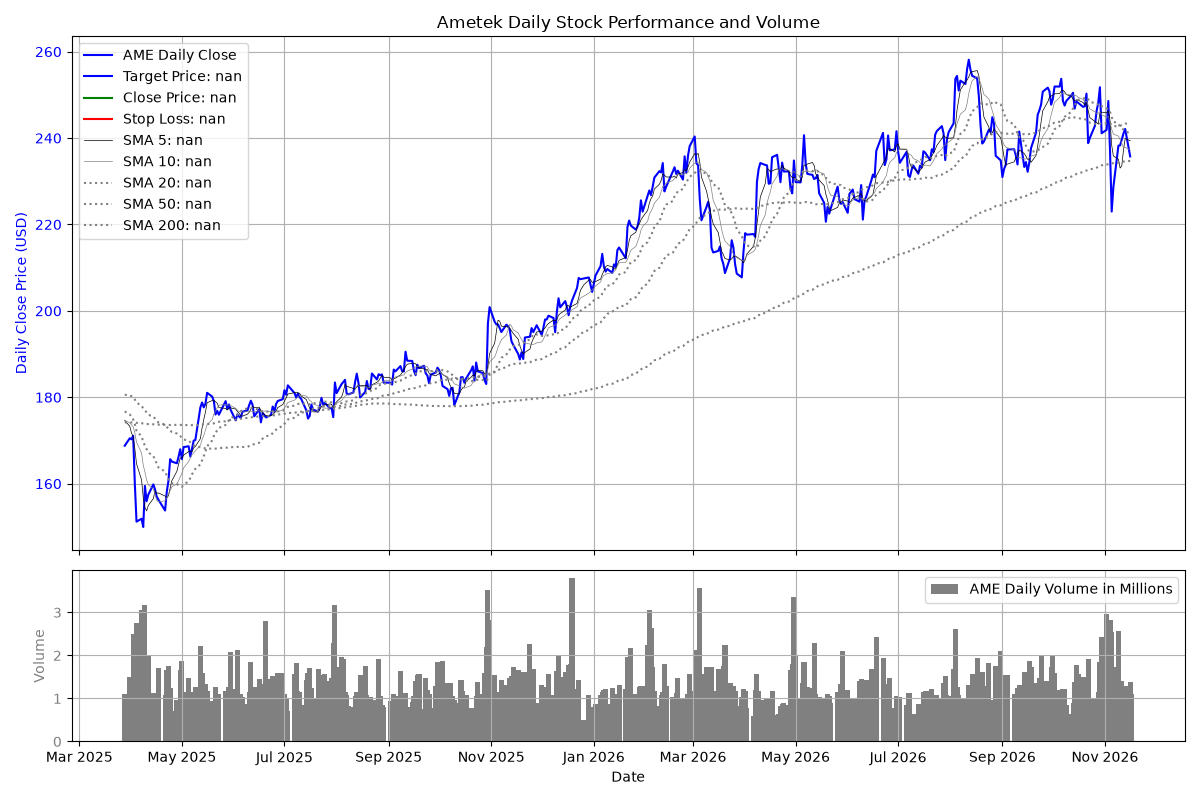 Ametek Daily Stock Performance and Volume
AME Daily Close
Target Price: nan
Close Price: nan
Stop Loss: nan
SMA 5: nan
SMA 10: nan
SMA 20: nan
SMA 50: nan
SMA 200: nan
260
240
220
200
180
160
Daily Close Price (USD)
AME Daily Volume in Millions
3
2
1
0
Volume
Mar 2025 May 2025 Jul 2025 Sep 2025 Nov 2025 Jan 2026 Mar 2026 May 2026 Jul 2026 Sep 2026 Nov 2026
Date